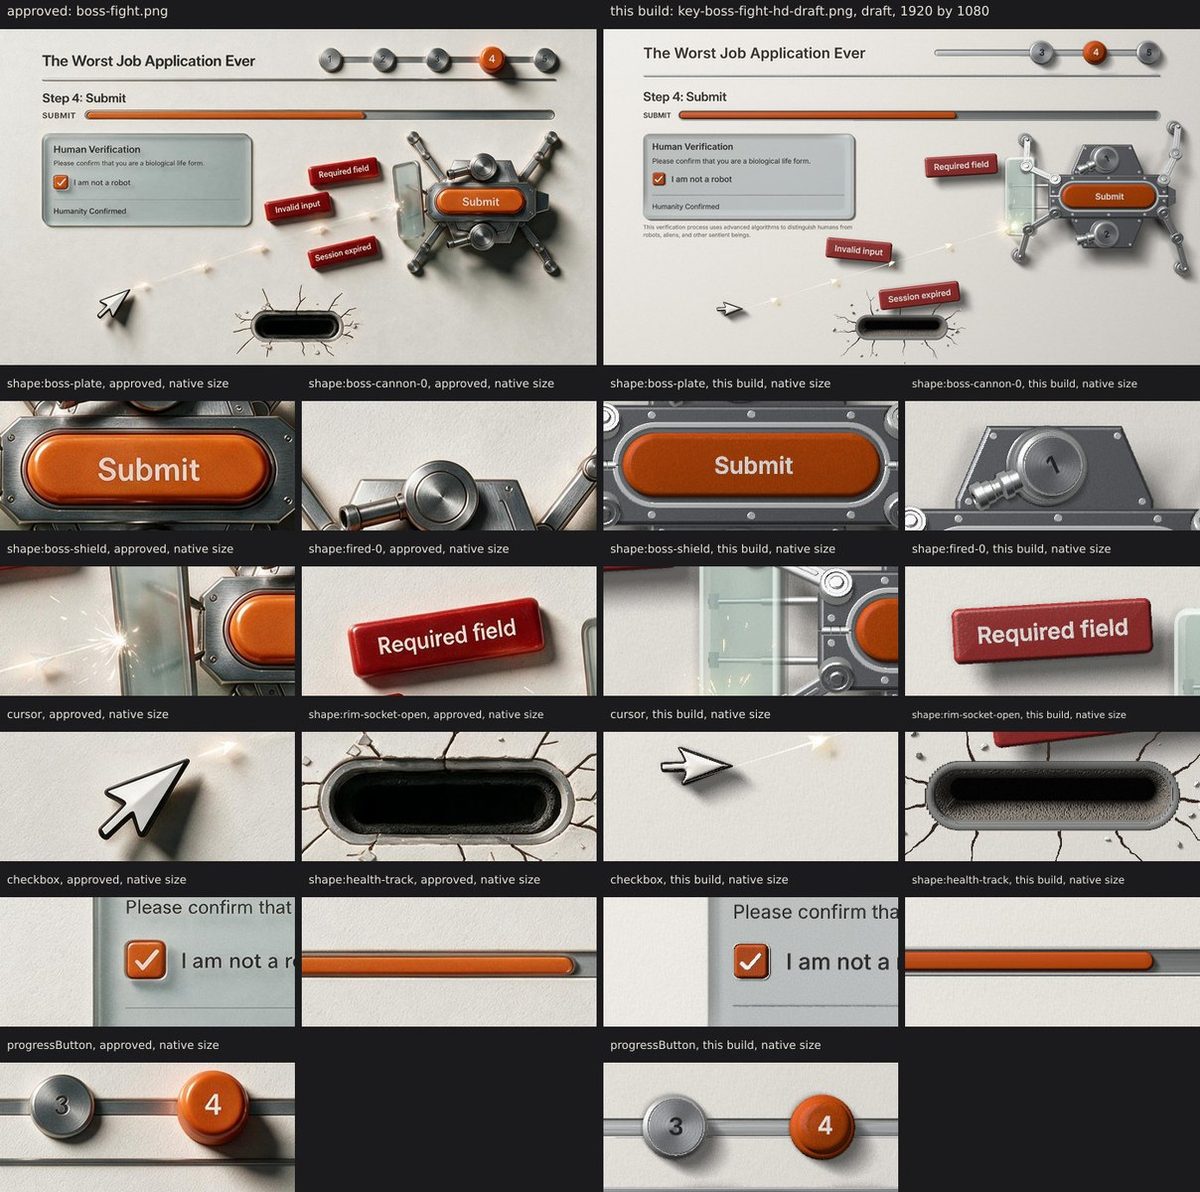 approved: boss-fight.png
The Worst Job Application Ever
1 2 3 4 5
Step 4: Submit
SUBMIT
Human Verification
Please confirm that you are a biological life form.
I am not a robot
Humanity Confirmed
Required field
Invalid input
Session expired
Submit
this build: key-boss-fight-hd-draft.png, draft, 1920 by 1080
The Worst Job Application Ever
3 4 5
Step 4: Submit
SUBMIT
Human Verification
Please confirm that you are a biological life form.
I am not a robot
Humanity Confirmed
This verification process uses advanced algorithms to distinguish humans from
robots, aliens, and other sentient beings.
Required field
Invalid input
Session expired
Submit
shape:boss-plate, approved, native size
shape:boss-cannon-0, approved, native size
shape:boss-plate, this build, native size
shape:boss-cannon-0, this build, native size
Submit
Submit
1
shape:boss-shield, approved, native size
shape:fired-0, approved, native size
shape:boss-shield, this build, native size
shape:fired-0, this build, native size
Required field
Required field
cursor, approved, native size
shape:rim-socket-open, approved, native size
cursor, this build, native size
shape:rim-socket-open, this build, native size
checkbox, approved, native size
shape:health-track, approved, native size
checkbox, this build, native size
shape:health-track, this build, native size
Please confirm that
I am not a r
Please confirm tha
I am not a
progressButton, approved, native size
progressButton, this build, native size
3 4
3 4